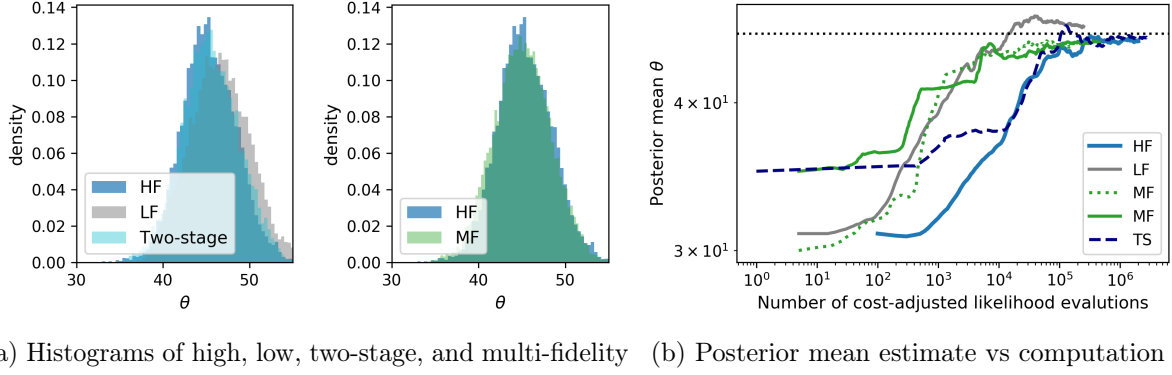 density
0.14
0.12
0.10
0.08
0.06
0.04
0.02
0.00
30 40 50
θ
HF
LF
Two-stage
density
0.14
0.12
0.10
0.08
0.06
0.04
0.02
0.00
30 40 50
θ
HF
MF
Posterior mean θ
4 × 10¹
3 × 10¹
10⁰ 10¹ 10² 10³ 10⁴ 10⁵ 10⁶
Number of cost-adjusted likelihood evalutions
HF
LF
MF
MF
TS
a) Histograms of high, low, two-stage, and multi-fidelity
(b) Posterior mean estimate vs computation